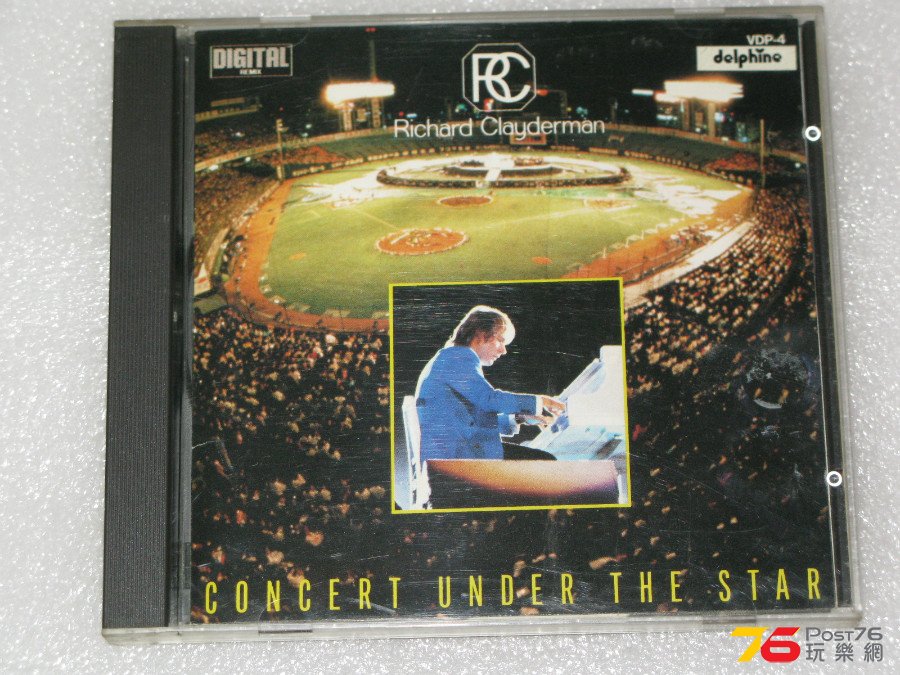 DIGITAL
REMIX
VDP-4
delphine
RC
Richard Clayderman
CONCERT UNDER THE STAR
76 Post76
玩樂網